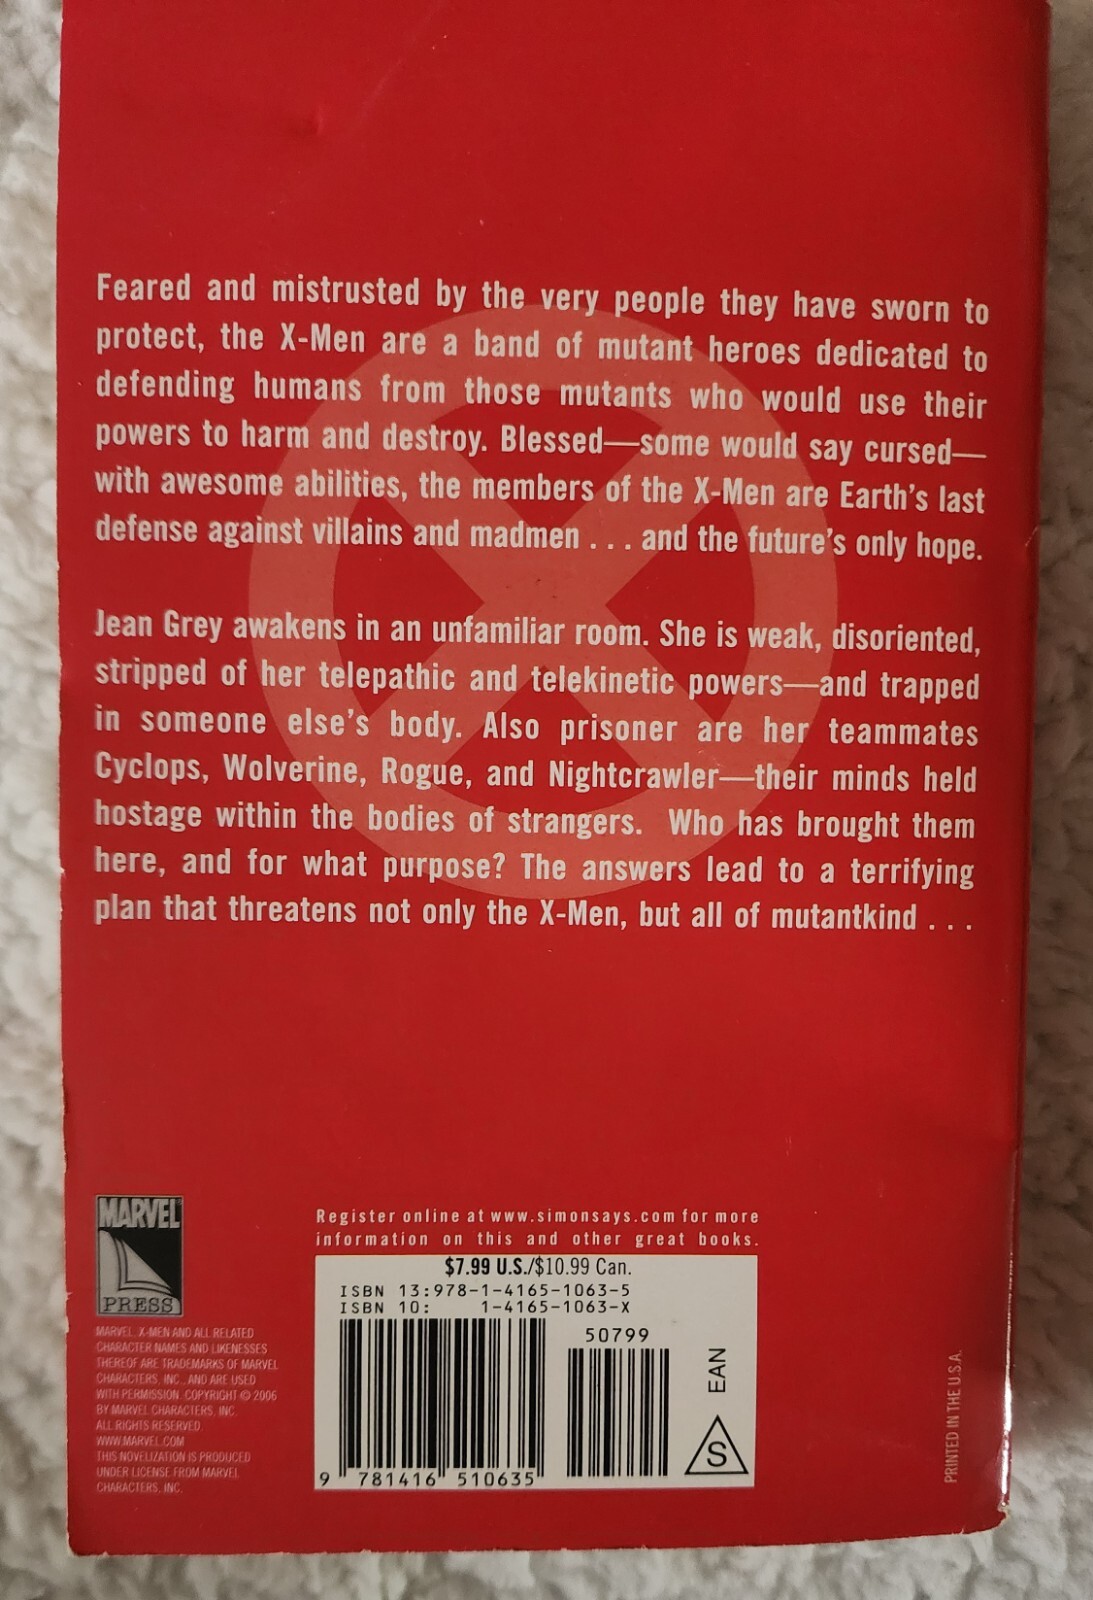 Feared and mistrusted by the very people they have sworn to
protect, the X-Men are a band of mutant heroes dedicated to
defending humans from those mutants who would use their
powers to harm and destroy. Blessed—some would say cursed—
with awesome abilities, the members of the X-Men are Earth's last
defense against villains and madmen . . . and the future's only hope.
Jean Grey awakens in an unfamiliar room. She is weak, disoriented,
stripped of her telepathic and telekinetic powers—and trapped
in someone else's body. Also prisoner are her teammates
Cyclops, Wolverine, Rogue, and Nightcrawler—their minds held
hostage within the bodies of strangers. Who has brought them
here, and for what purpose? The answers lead to a terrifying
plan that threatens not only the X-Men, but all of mutantkind . . .
MARVEL
PRESS
MARVEL, X-MEN AND ALL RELATED
CHARACTER NAMES AND LIKENESSES
THEREOF ARE TRADEMARKS OF MARVEL
CHARACTERS, INC., AND ARE USED
WITH PERMISSION. COPYRIGHT © 2006
BY MARVEL CHARACTERS, INC.
ALL RIGHTS RESERVED.
WWW.MARVEL.COM
THIS NOVELIZATION IS PRODUCED
UNDER LICENSE FROM MARVEL
CHARACTERS, INC.
Register online at www.simonsays.com for more
information on this and other great books.
$7.99 U.S./$10.99 Can.
ISBN 13:978-1-4165-1063-5
ISBN 10: 1-4165-1063-X
50799
EAN
S
9 781416 510635
PRINTED IN THE U.S.A.